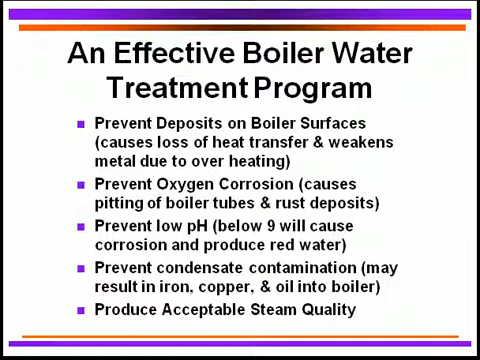 An Effective Boiler Water
Treatment Program
Prevent Deposits on Boiler Surfaces
(causes loss of heat transfer & weakens
metal due to over heating)
Prevent Oxygen Corrosion (causes
pitting of boiler tubes & rust deposits)
Prevent low pH (below 9 will cause
corrosion and produce red water)
Prevent condensate contamination (may
result in iron, copper, & oil into boiler)
Produce Acceptable Steam Quality